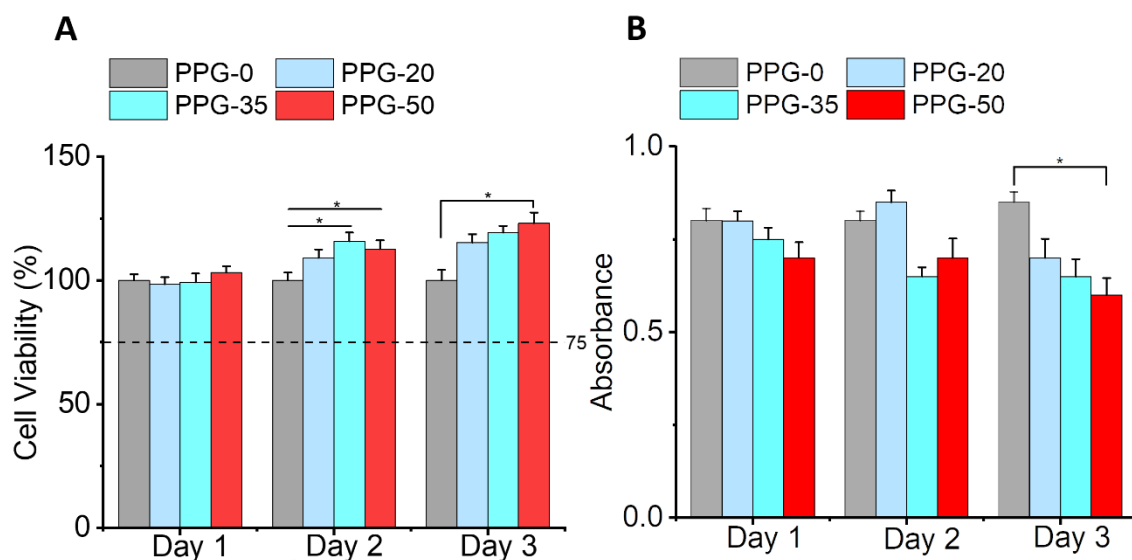 A
PPG-0 PPG-20
PPG-35 PPG-50
Cell Viability (%)
150
100
50
0
* 
*
*
75
Day 1 Day 2 Day 3
B
PPG-0 PPG-20
PPG-35 PPG-50
Absorbance
1.0
0.5
0.0
*
Day 1 Day 2 Day 3